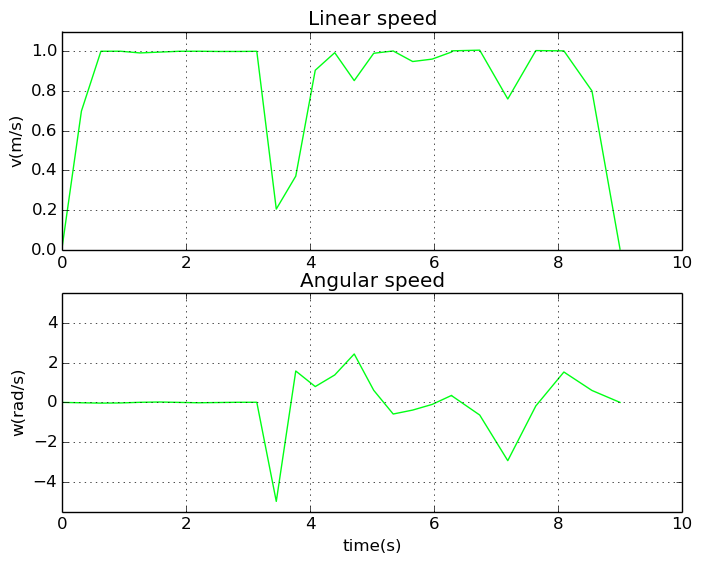 Linear speed
v(m/s)
1.0
0.8
0.6
0.4
0.2
0.0
0 2 4 6 8 10
Angular speed
w(rad/s)
4
2
0
−2
−4
0 2 4 6 8 10
time(s)